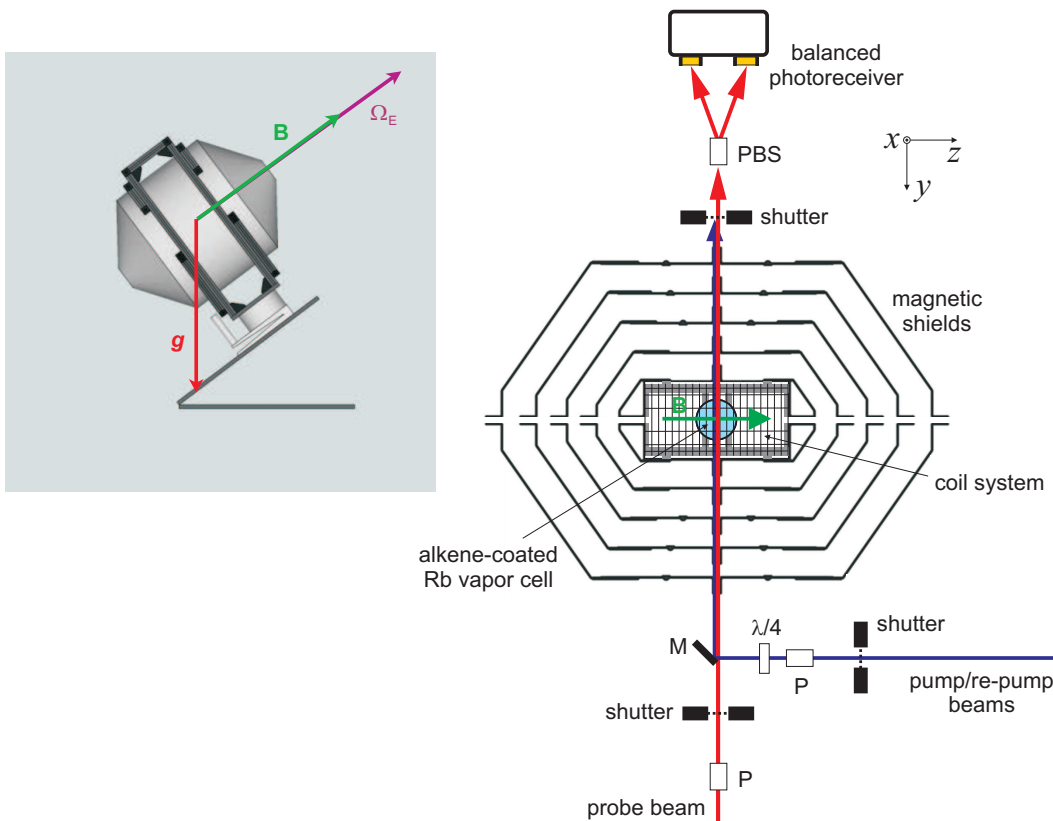 B
Ω_E
g
balanced
photoreceiver
PBS
x
z
y
shutter
magnetic
shields
B
coil system
alkene-coated
Rb vapor cell
λ/4
shutter
M
P
pump/re-pump
beams
shutter
P
probe beam